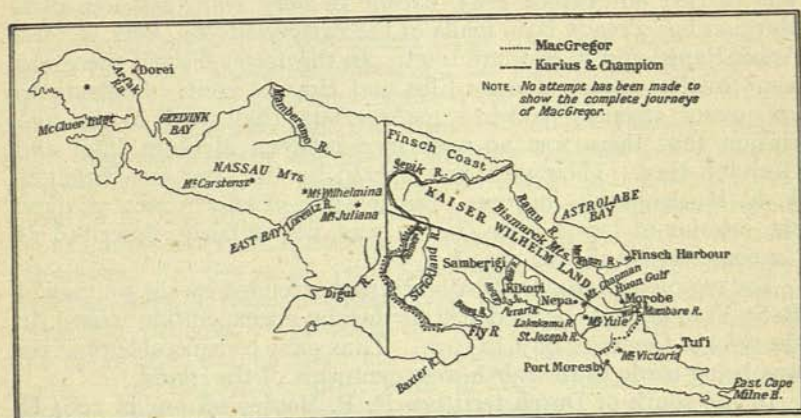 MacGregor
Karius & Champion
NOTE. No attempt has been made to
show the complete journeys
of MacGregor.
Dorei
Arfak
Ra.
McCluer Inlet
GEELVINK
BAY
Mamberamo R.
Finsch Coast
NASSAU Mts.
Mt. Carstensz
Mt. Wilhelmina
Mt. Juliana
EAST BAY
Lorentz R.
Digul R.
Sepik R.
KAISER WILHELM LAND
Ramu R.
ASTROLABE
BAY
Bismarck Mts.
Finsch Harbour
Huon Gulf
Mt. Chapman
Strickland R.
Samberigi
Kikori
Purari R.
Nepa
Morobe
Mambare R.
Lakekamu R.
St. Joseph R.
Mt. Yule
Fly R
Tufi
Mt. Victoria
Port Moresby
Baxter R.
East Cape
Milne B.